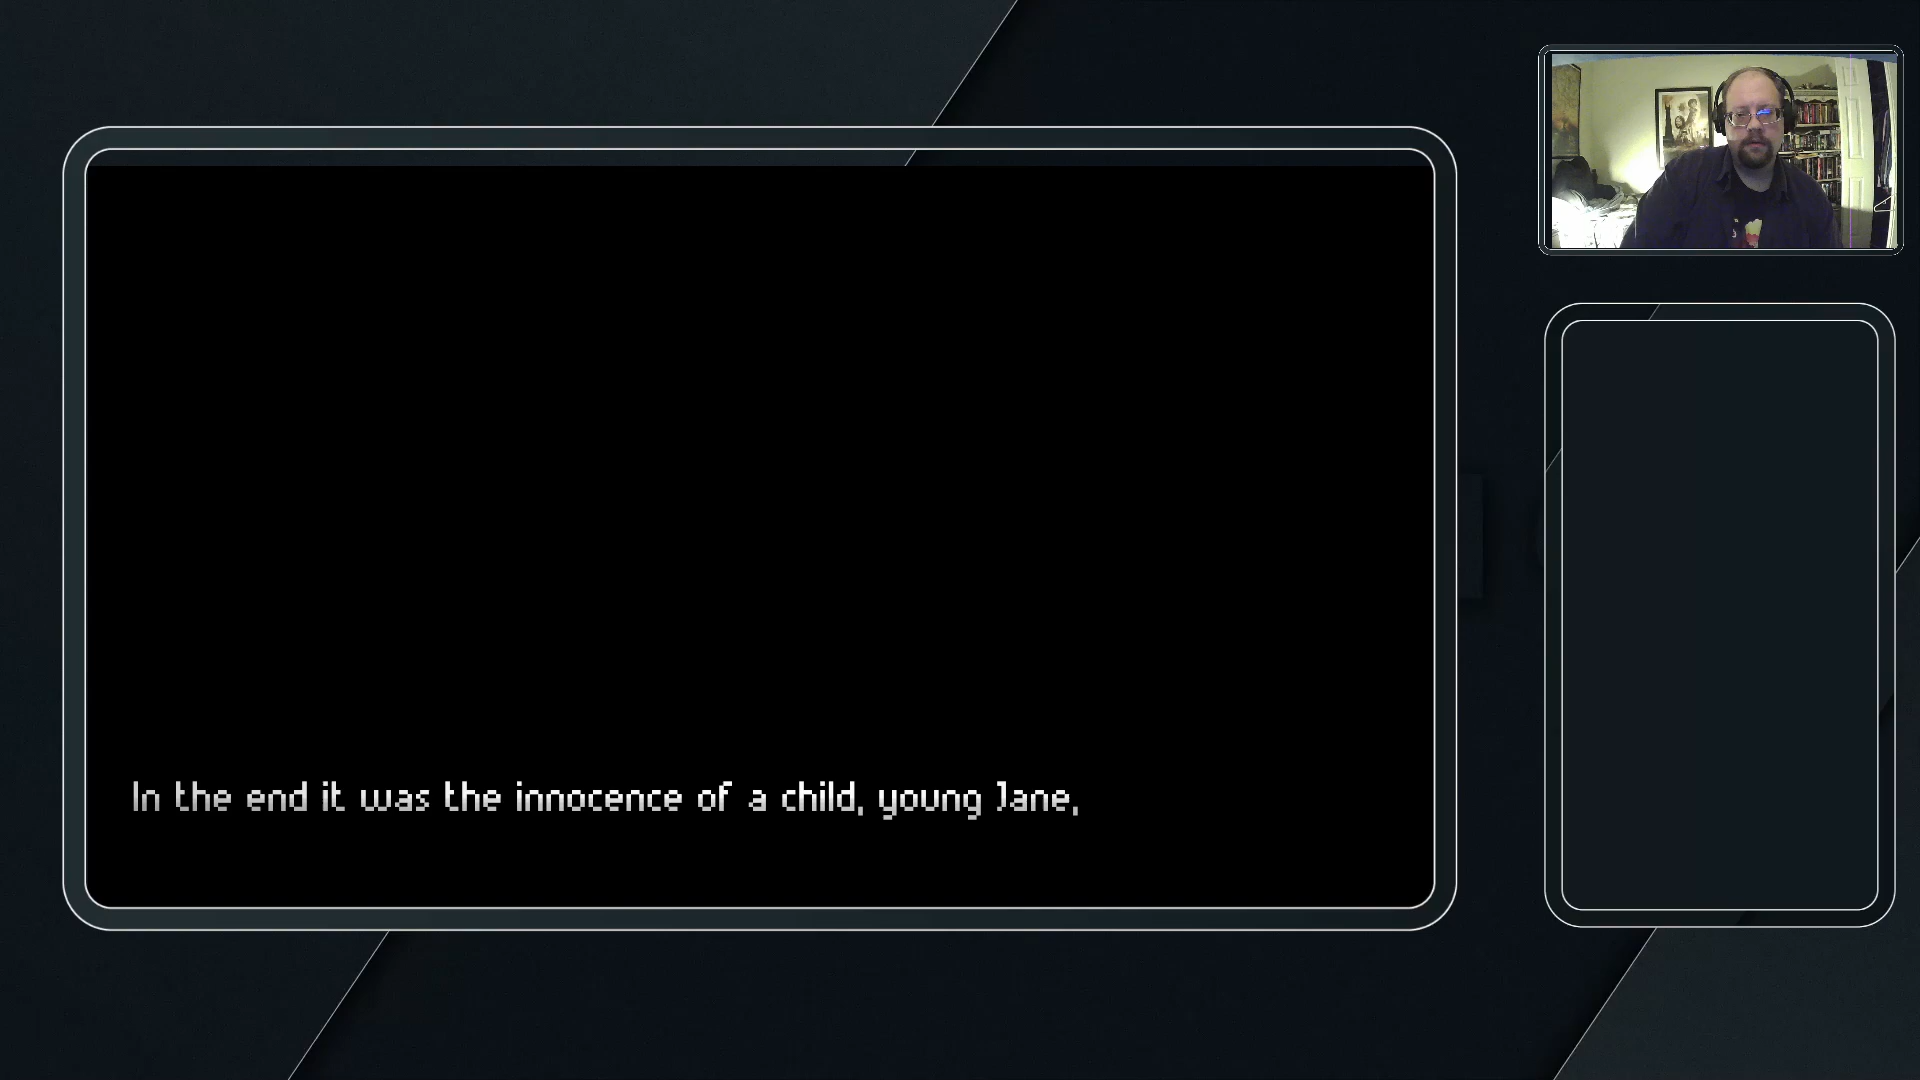 In the end it was the innocence of a child, young Jane,